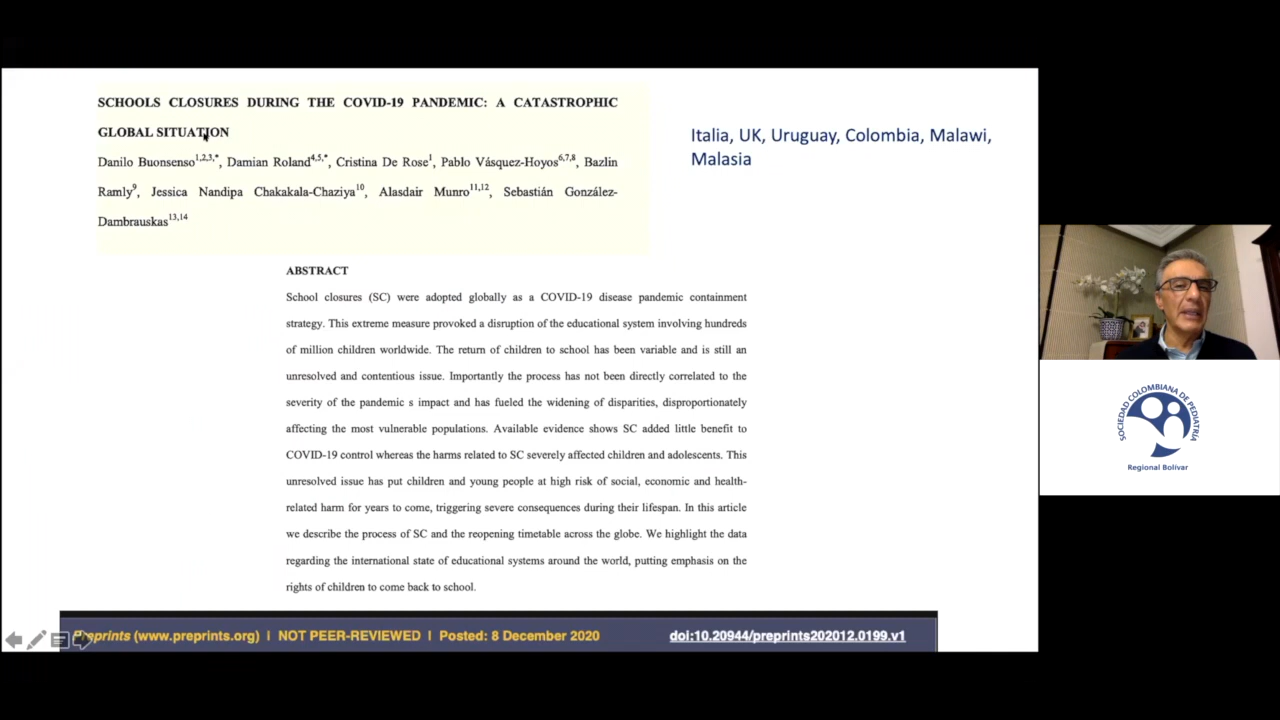 SCHOOLS CLOSURES DURING THE COVID-19 PANDEMIC: A CATASTROPHIC
GLOBAL SITUATION
Danilo Buonsenso1,2,3,*, Damian Roland4,5,*, Cristina De Rose1, Pablo Vásquez-Hoyos6,7,8, Bazlin
Ramly9, Jessica Nandipa Chakakala-Chaziya10, Alasdair Munro11,12, Sebastián González-
Dambrauskas13,14
Italia, UK, Uruguay, Colombia, Malawi,
Malasia
ABSTRACT
School closures (SC) were adopted globally as a COVID-19 disease pandemic containment
strategy. This extreme measure provoked a disruption of the educational system involving hundreds
of million children worldwide. The return of children to school has been variable and is still an
unresolved and contentious issue. Importantly the process has not been directly correlated to the
severity of the pandemic s impact and has fueled the widening of disparities, disproportionately
affecting the most vulnerable populations. Available evidence shows SC added little benefit to
COVID-19 control whereas the harms related to SC severely affected children and adolescents. This
unresolved issue has put children and young people at high risk of social, economic and health-
related harm for years to come, triggering severe consequences during their lifespan. In this article
we describe the process of SC and the reopening timetable across the globe. We highlight the data
regarding the international state of educational systems around the world, putting emphasis on the
rights of children to come back to school.
Preprints (www.preprints.org) | NOT PEER-REVIEWED | Posted: 8 December 2020
doi:10.20944/preprints202012.0199.v1
SOCIEDAD COLOMBIANA DE PEDIATRÍA
Regional Bolívar